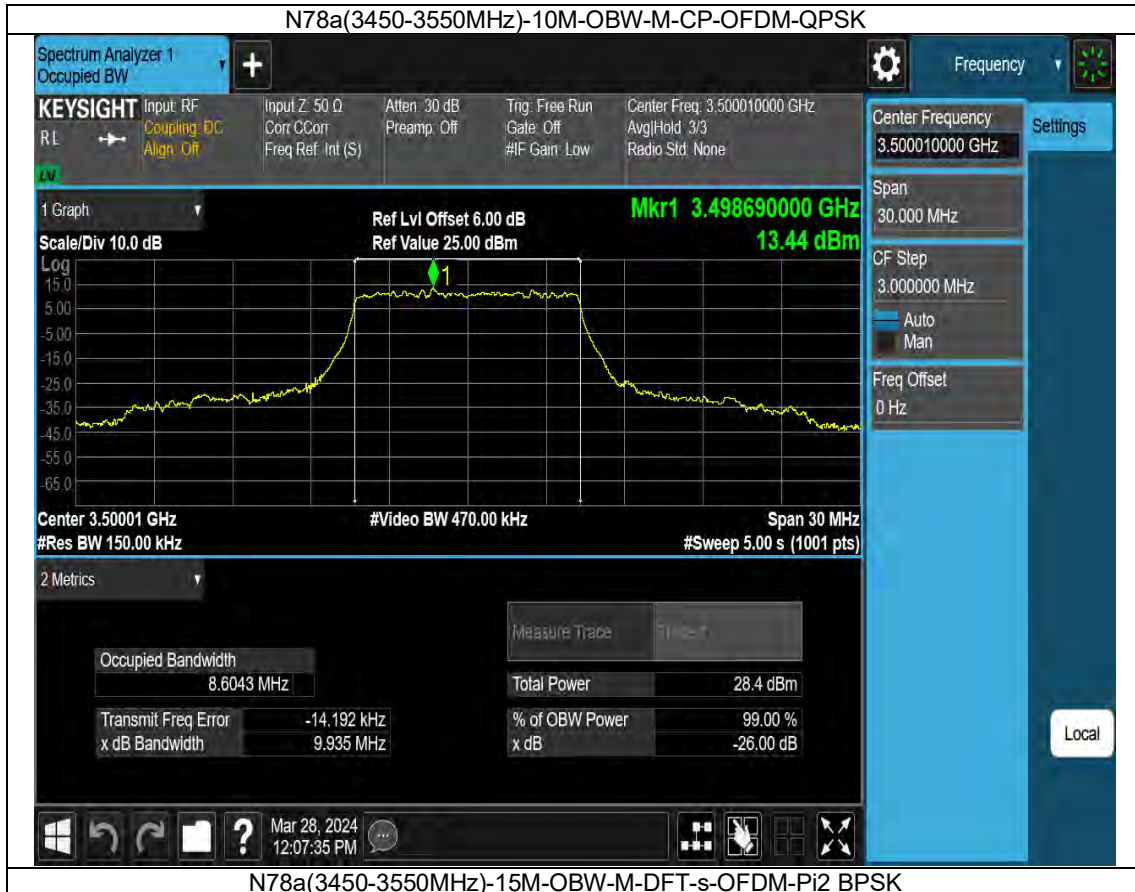 N78a(3450-3550MHz)-10M-OBW-M-CP-OFDM-QPSK
Spectrum Analyzer 1
Occupied BW
+
Frequency
KEYSIGHT
Input: RF
Input Z: 50 Ω
Atten: 30 dB
Trig: Free Run
Center Freq: 3.500010000 GHz
RL
Coupling: DC
Corr CCorr
Preamp: Off
Gate: Off
Avg|Hold: 3/3
Align: Off
Freq Ref: Int (S)
#IF Gain: Low
Radio Std: None
Center Frequency
3.500010000 GHz
Settings
Span
30.000 MHz
CF Step
3.000000 MHz
Auto
Man
Freq Offset
0 Hz
Local
1 Graph
Ref Lvl Offset 6.00 dB
Mkr1 3.498690000 GHz
Scale/Div 10.0 dB
Ref Value 25.00 dBm
13.44 dBm
Log
1
15.0
5.00
-5.00
-15.0
-25.0
-35.0
-45.0
-55.0
-65.0
Center 3.50001 GHz
#Video BW 470.00 kHz
Span 30 MHz
#Res BW 150.00 kHz
#Sweep 5.00 s (1001 pts)
2 Metrics
Measure Trace
Occupied Bandwidth
8.6043 MHz
Total Power 28.4 dBm
Transmit Freq Error -14.192 kHz
% of OBW Power 99.00 %
x dB Bandwidth 9.935 MHz
x dB -26.00 dB
?
Mar 28, 2024
12:07:35 PM
N78a(3450-3550MHz)-15M-OBW-M-DFT-s-OFDM-Pi2 BPSK